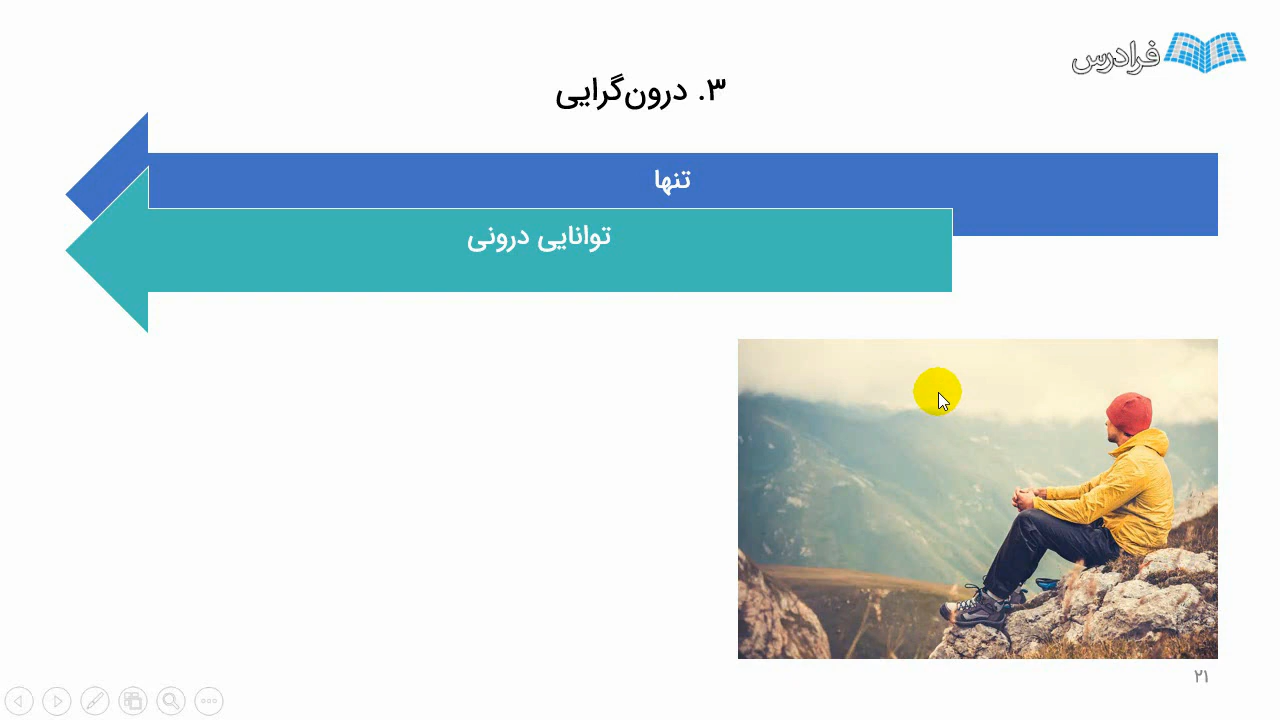 فرادرس
۳. درون‌گرایی
تنها
توانایی درونی
۲۱